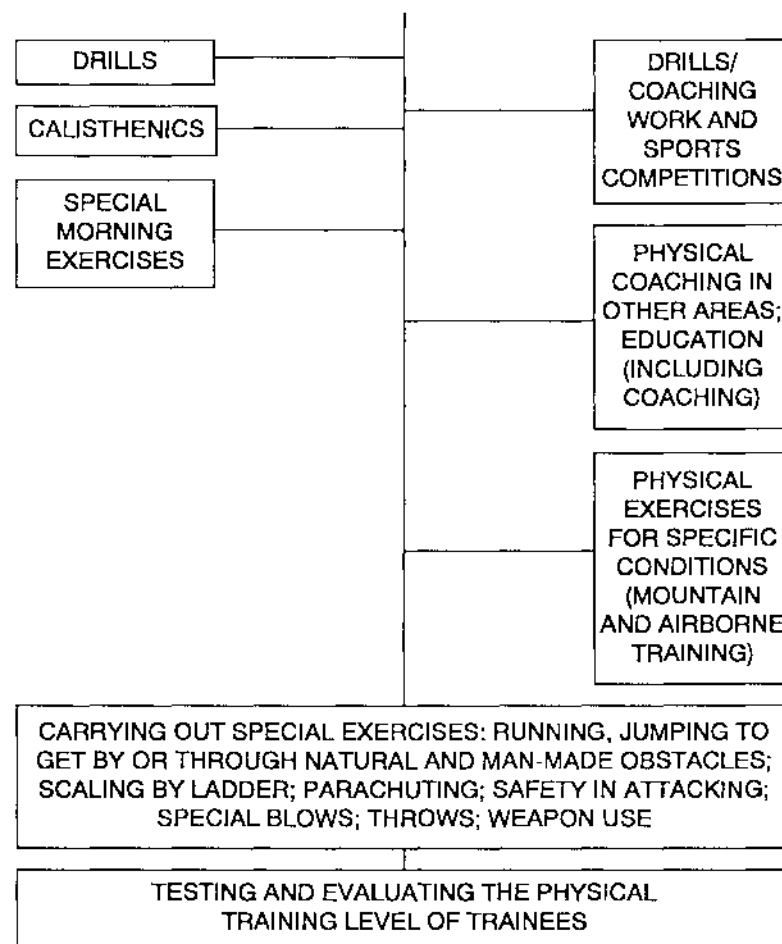 DRILLS
CALISTHENICS
SPECIAL
MORNING
EXERCISES
DRILLS/
COACHING
WORK AND
SPORTS
COMPETITIONS
PHYSICAL
COACHING IN
OTHER AREAS;
EDUCATION
(INCLUDING
COACHING)
PHYSICAL
EXERCISES
FOR SPECIFIC
CONDITIONS
(MOUNTAIN
AND AIRBORNE
TRAINING)
CARRYING OUT SPECIAL EXERCISES: RUNNING, JUMPING TO
GET BY OR THROUGH NATURAL AND MAN-MADE OBSTACLES;
SCALING BY LADDER; PARACHUTING; SAFETY IN ATTACKING;
SPECIAL BLOWS; THROWS; WEAPON USE
TESTING AND EVALUATING THE PHYSICAL
TRAINING LEVEL OF TRAINEES